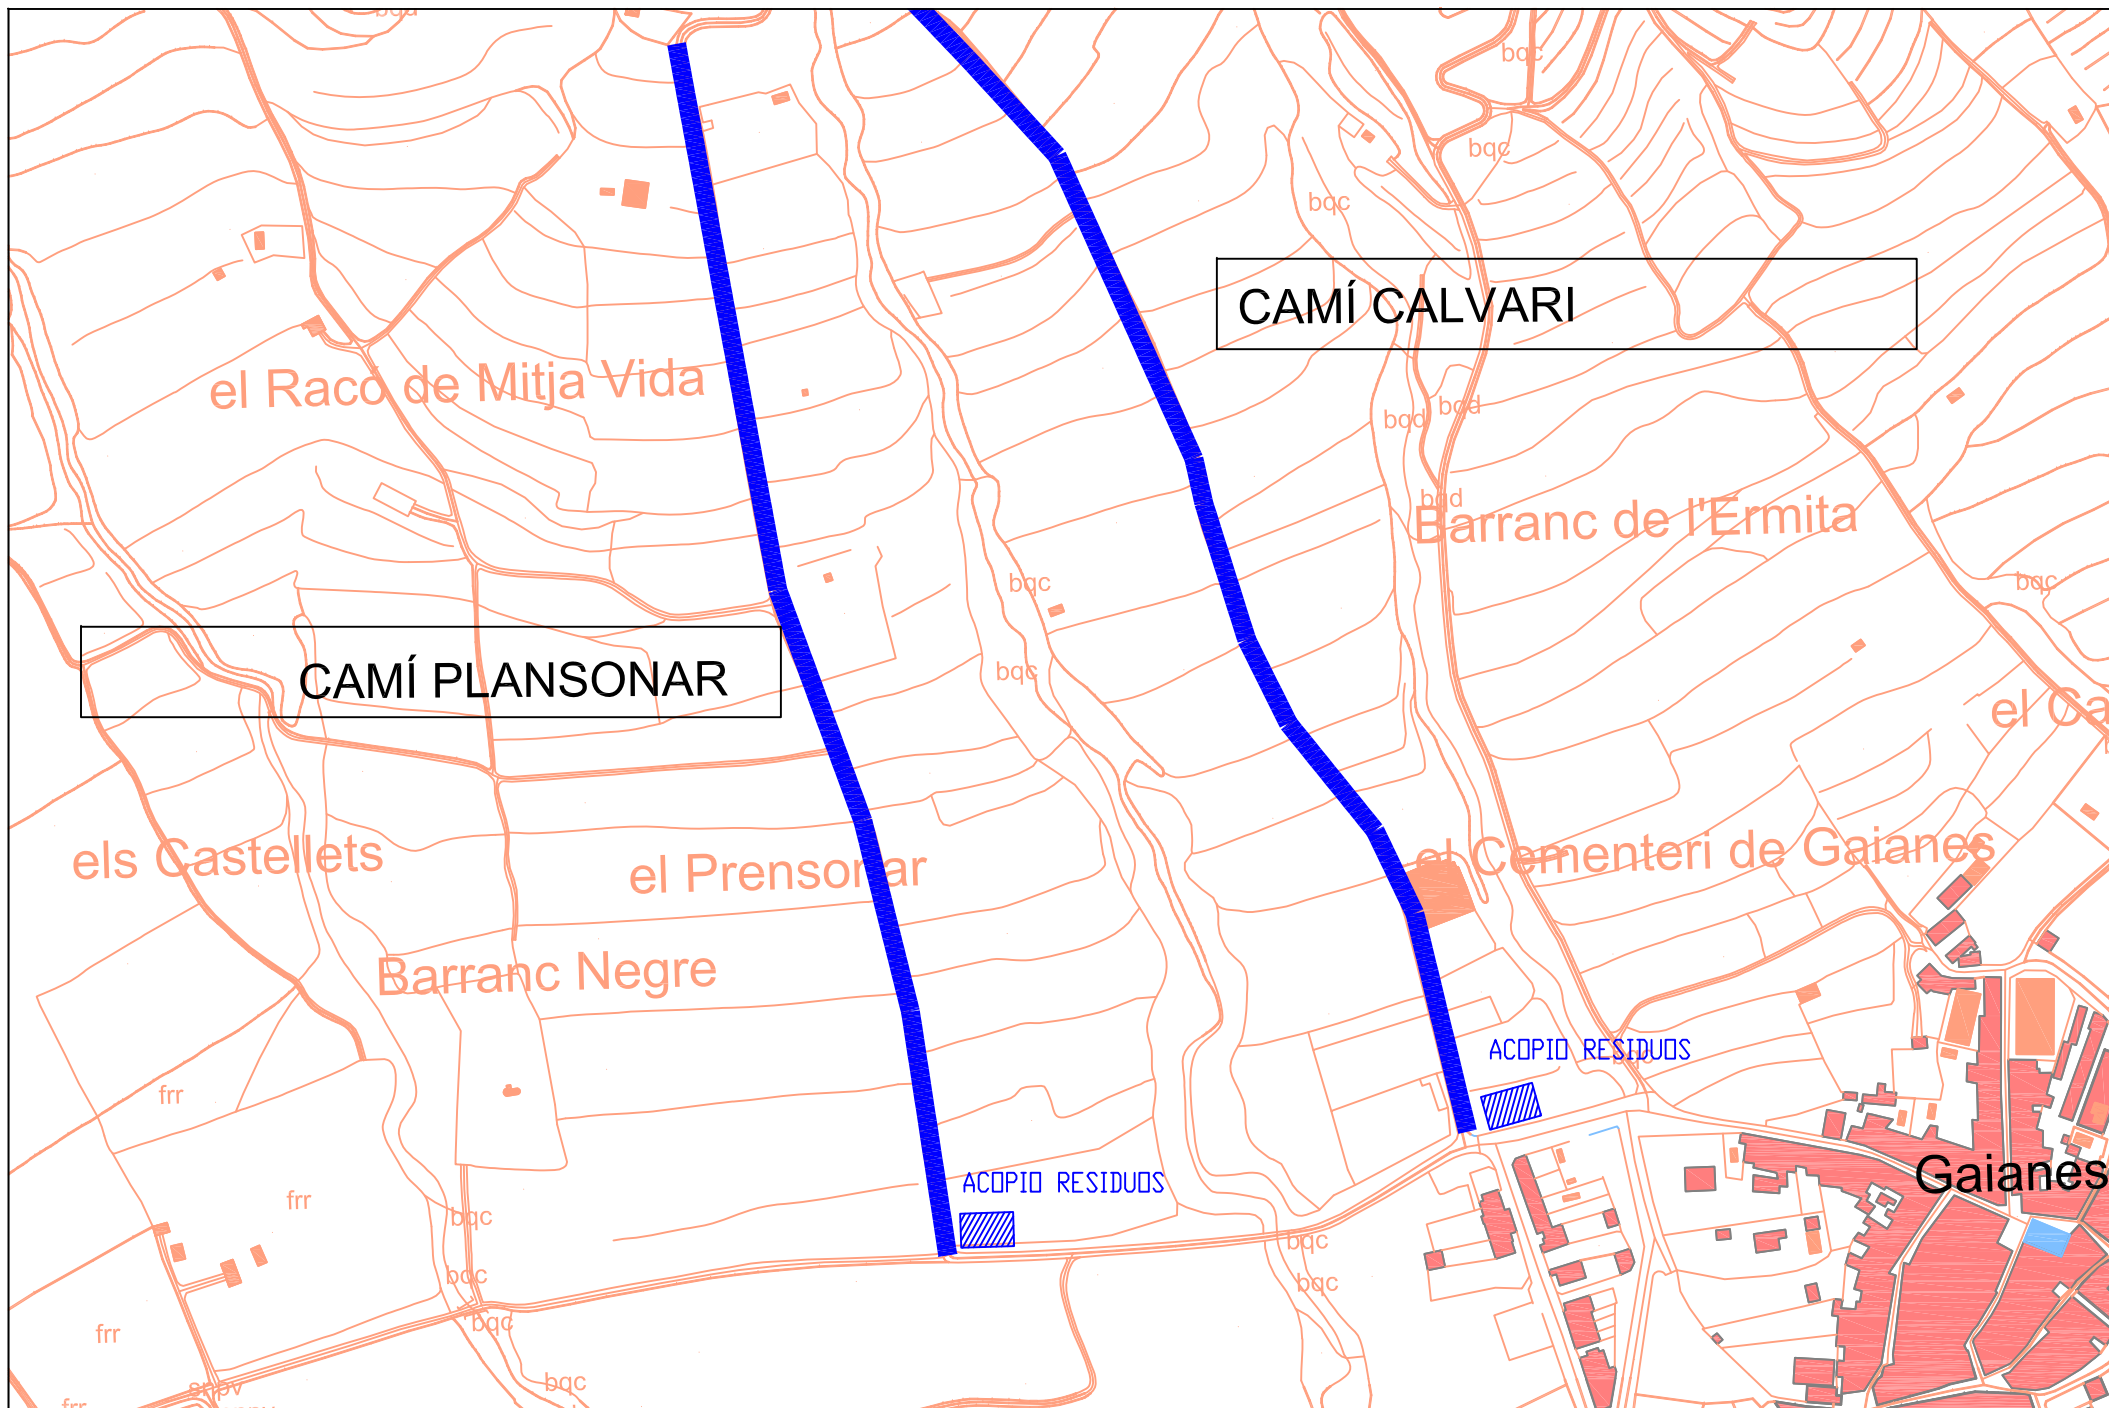 bqc
bqc
bqc
CAMÍ CALVARI
el Racó de Mitja Vida
bqd
bqd
bqd
Barranc de l'Ermita
bqc
bqc
bqc
CAMÍ PLANSONAR
el Ca
els Castellets
el Prensonar
el Cementeri de Gaianes
Barranc Negre
ACOPIO RESIDUOS
bqc
frr
Gaianes
ACOPIO RESIDUOS
frr
bqc
bqc
bqc
bqc
bqc
frr
bqc
snpv
frr